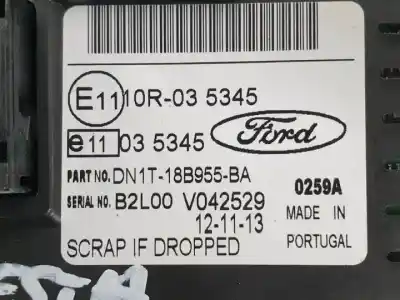 E11 10R-03 5345
e11 03 5345
Ford
PART NO. DN1T-18B955-BA
SERIAL NO. B2L00 V042529
0259A
12-11-13
MADE IN
PORTUGAL
SCRAP IF DROPPED